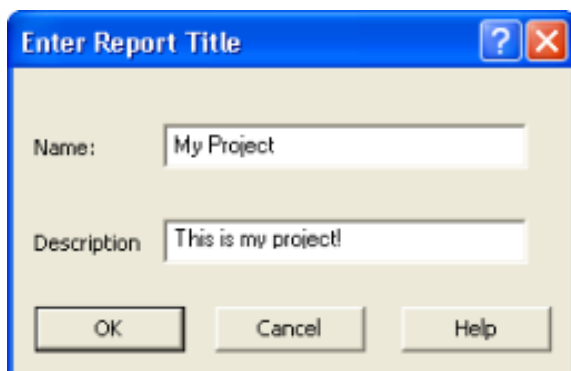 Enter Report Title ?
Name: My Project
Description This is my project!
OK Cancel Help